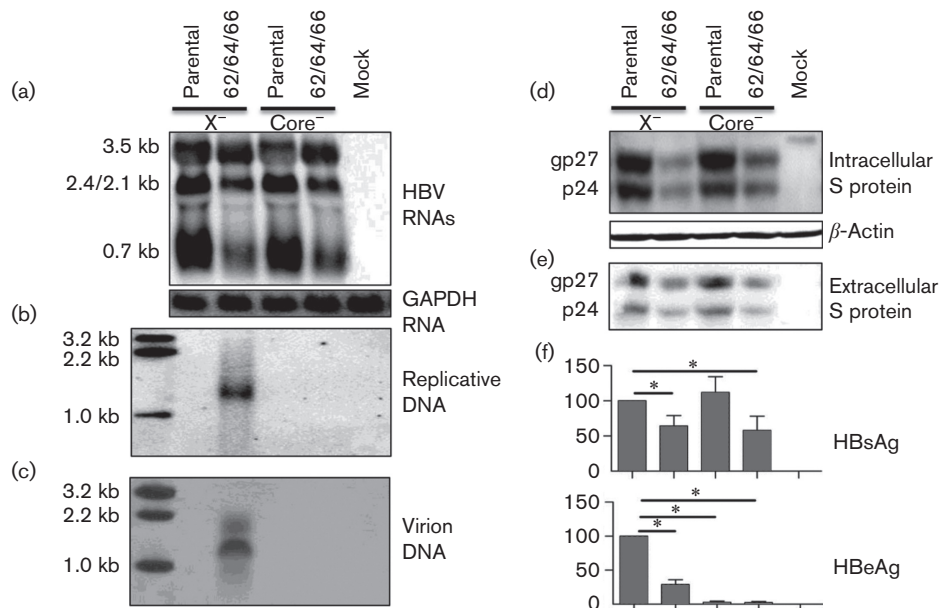 (a)
Parental
62/64/66
Parental
62/64/66
Mock
X⁻
Core⁻
3.5 kb
2.4/2.1 kb
0.7 kb
HBV
RNAs
GAPDH
RNA
(b)
3.2 kb
2.2 kb
1.0 kb
Replicative
DNA
(c)
3.2 kb
2.2 kb
1.0 kb
Virion
DNA
(d)
Parental
62/64/66
Parental
62/64/66
Mock
X⁻
Core⁻
gp27
p24
Intracellular
S protein
β-Actin
(e)
gp27
p24
Extracellular
S protein
(f)
150
100
50
0
*
*
HBsAg
150
100
50
0
*
*
*
HBeAg